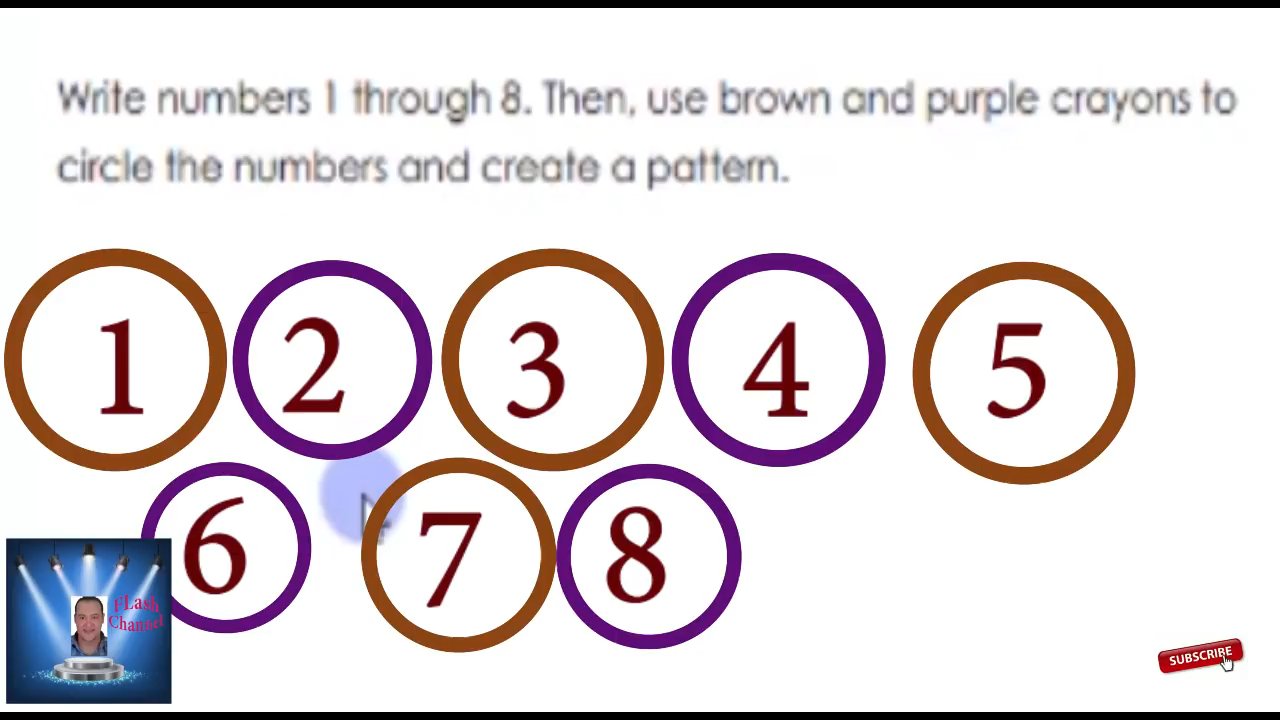 Write numbers 1 through 8. Then, use brown and purple crayons to
circle the numbers and create a pattern.
1 2 3 4 5
6 7 8
FLash
Channel
SUBSCRIBE